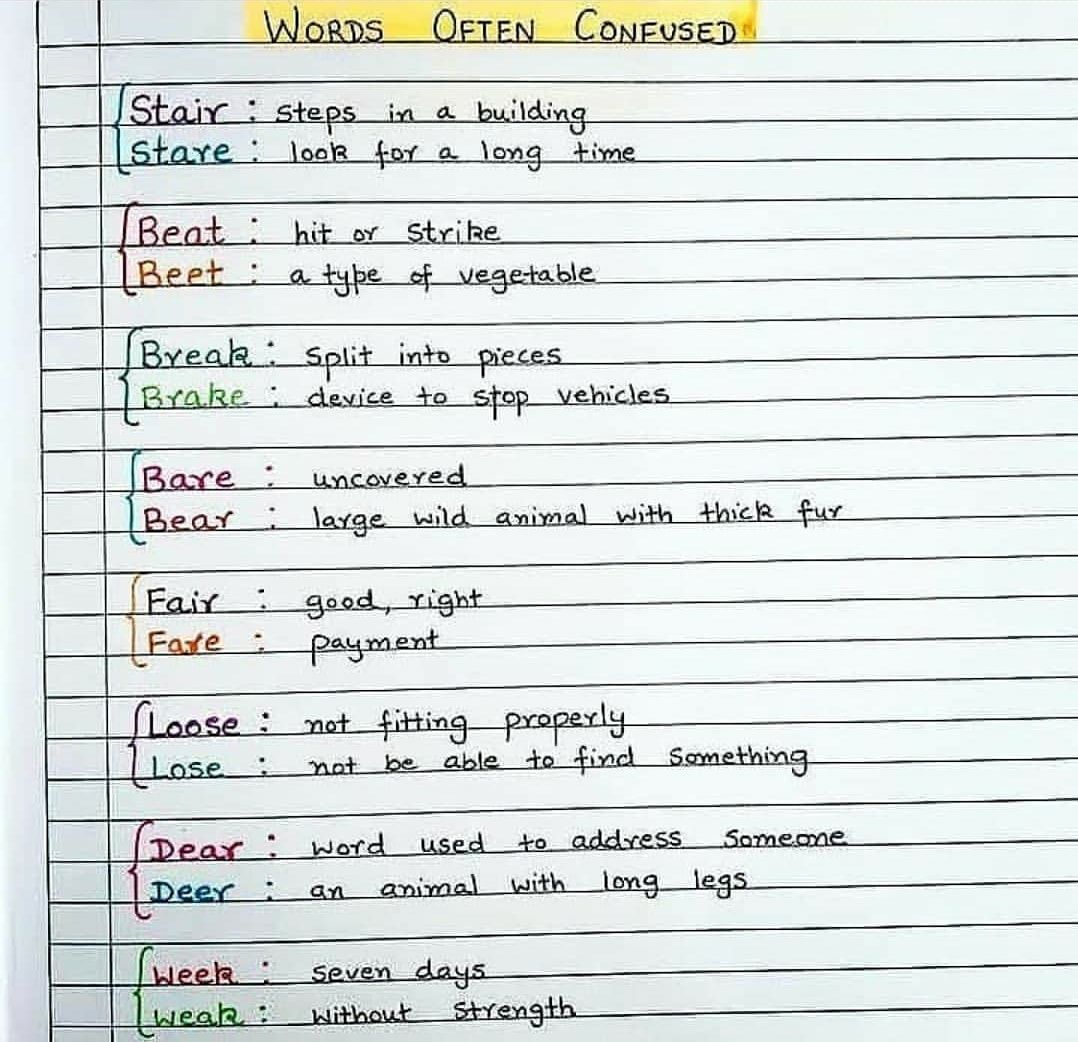 WORDS OFTEN CONFUSED
Stair : steps in a building
Stare : look for a long time
Beat : hit or strike
Beet : a type of vegetable
Break : split into pieces
Brake : device to stop vehicles
Bare : uncovered
Bear : large wild animal with thick fur
Fair : good, right
Fare : payment
Loose : not fitting properly
Lose : not be able to find something
Dear : word used to address someone
Deer : an animal with long legs
Week : seven days
Weak : without strength